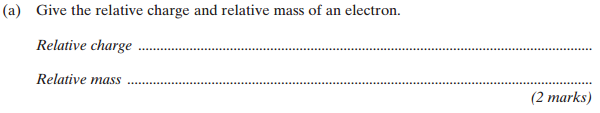 (a) Give the relative charge and relative mass of an electron.
Relative charge ................................................................................
Relative mass ................................................................................
(2 marks)